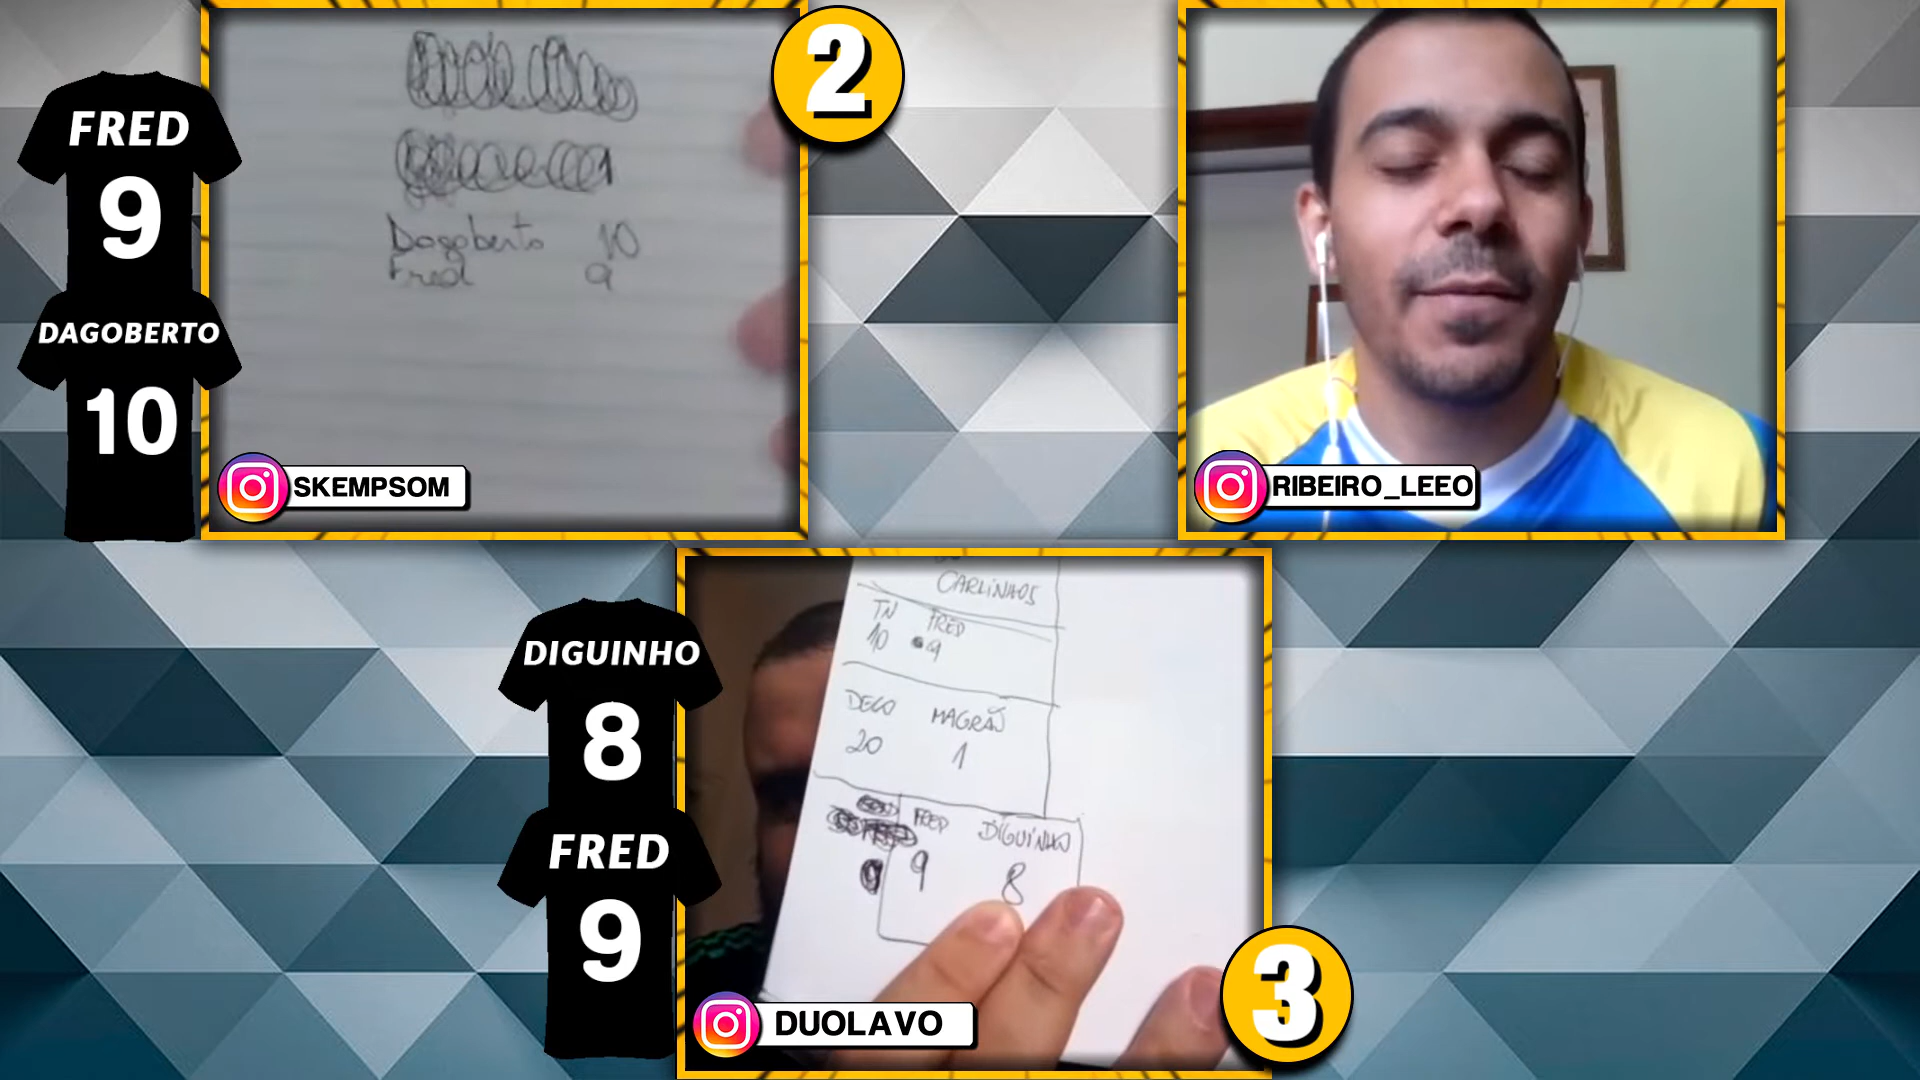 FRED
9
DAGOBERTO
10
Dagoberto 10
Fred 9
SKEMPSOM
2
RIBEIRO_LEEO
DIGUINHO
8
FRED
9
CARLINHOS
TN FRED
10 9
DECO MAGRÃO
20 1
FRED DIGUINHO
9 8
DUOLAVO
3